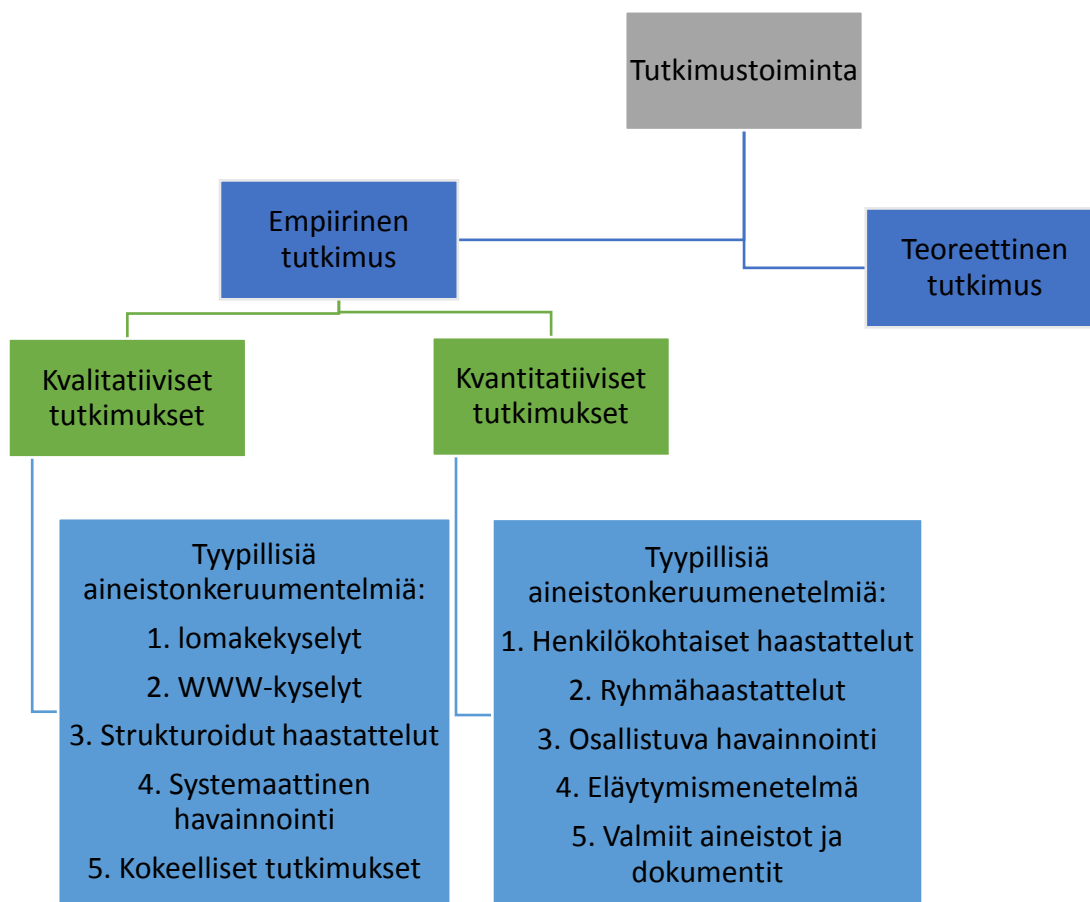 Tutkimustoiminta
Empiirinen
tutkimus
Teoreettinen
tutkimus
Kvalitatiiviset
tutkimukset
Kvantitatiiviset
tutkimukset
Tyypillisiä
aineistonkeruumentelmiä:
1. lomakekyselyt
2. WWW-kyselyt
3. Strukturoidut haastattelut
4. Systemaattinen
havainnointi
5. Kokeelliset tutkimukset
Tyypillisiä
aineistonkeruumenetelmiä:
1. Henkilökohtaiset haastattelut
2. Ryhmähaastattelut
3. Osallistuva havainnointi
4. Eläytymismenetelmä
5. Valmiit aineistot ja
dokumentit